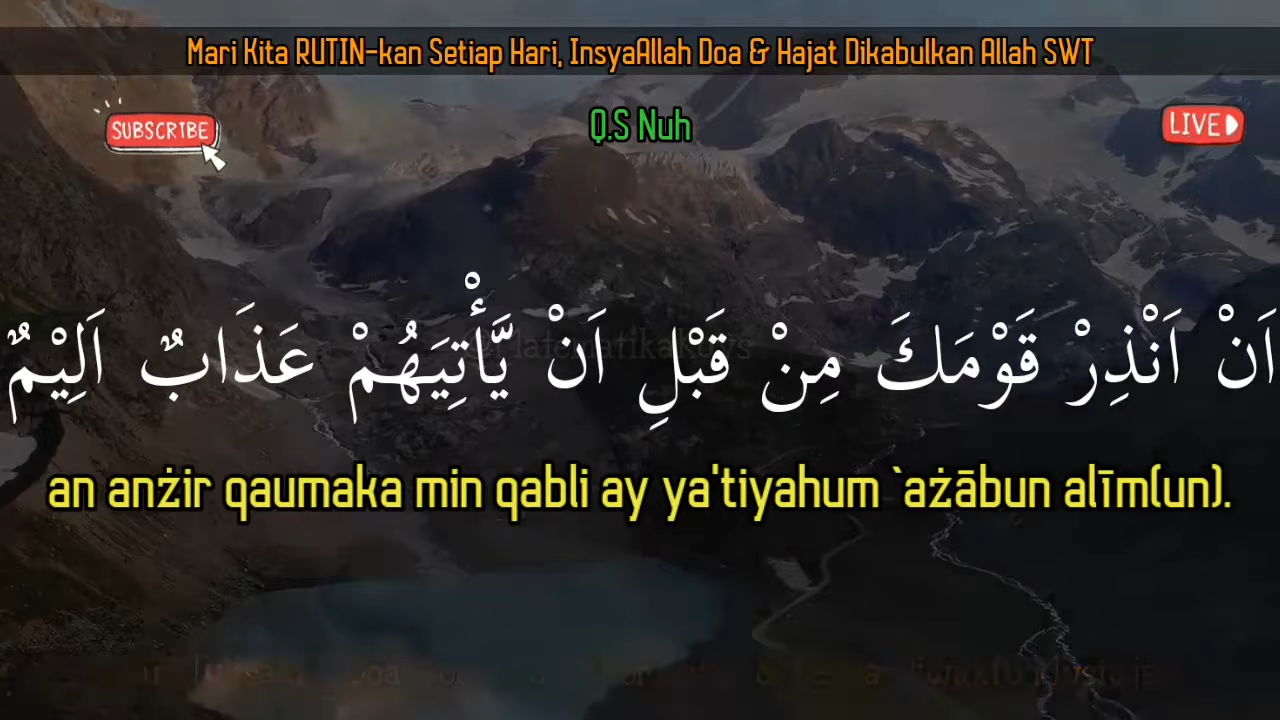 Mari Kita RUTIN-kan Setiap Hari, InsyaAllah Doa & Hajat Dikabulkan Allah SWT
SUBSCRIBE
Q.S Nuh
LIVE
اَنْ اَنْذِرْ قَوْمَكَ مِنْ قَبْلِ اَنْ يَّأْتِيَهُمْ عَذَابٌ اَلِيْمٌ
an anżir qaumaka min qabli ay ya'tiyahum `ażābun alīm(un).